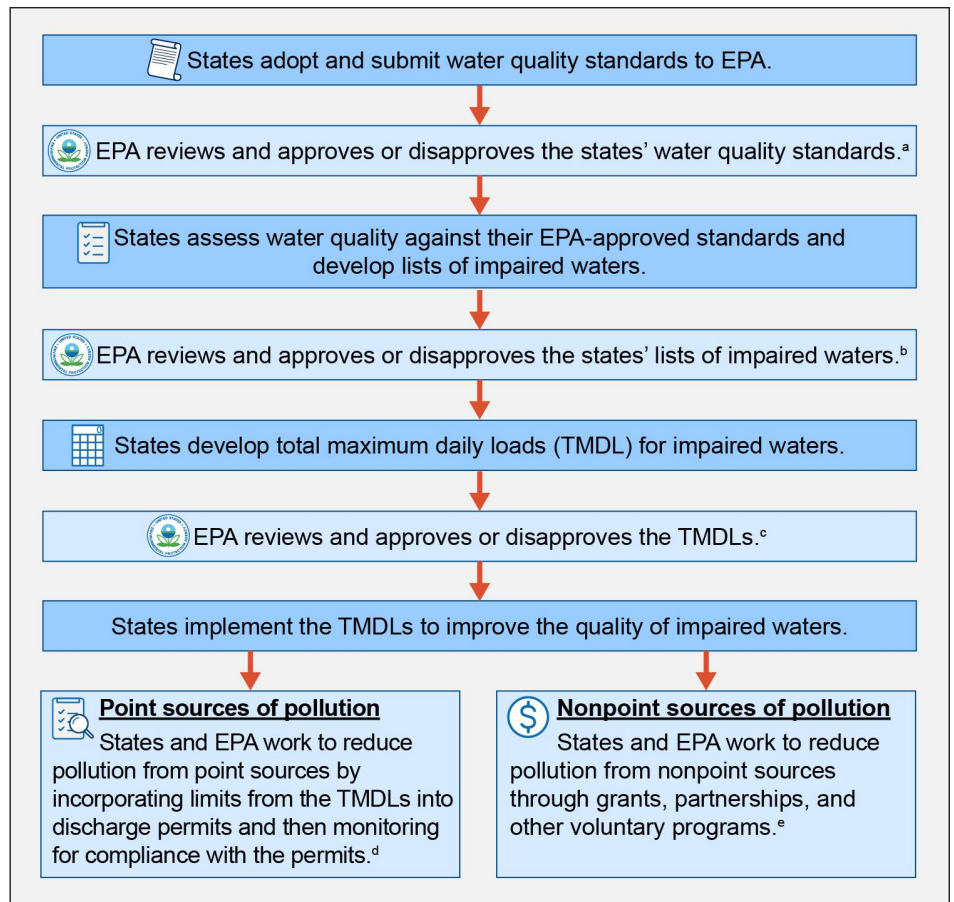 States adopt and submit water quality standards to EPA.
EPA reviews and approves or disapproves the states’ water quality standards.ᵃ
States assess water quality against their EPA-approved standards and
develop lists of impaired waters.
EPA reviews and approves or disapproves the states’ lists of impaired waters.ᵇ
States develop total maximum daily loads (TMDL) for impaired waters.
EPA reviews and approves or disapproves the TMDLs.ᶜ
States implement the TMDLs to improve the quality of impaired waters.
Point sources of pollution
States and EPA work to reduce
pollution from point sources by
incorporating limits from the TMDLs into
discharge permits and then monitoring
for compliance with the permits.ᵈ
Nonpoint sources of pollution
States and EPA work to reduce
pollution from nonpoint sources
through grants, partnerships, and
other voluntary programs.ᵉ